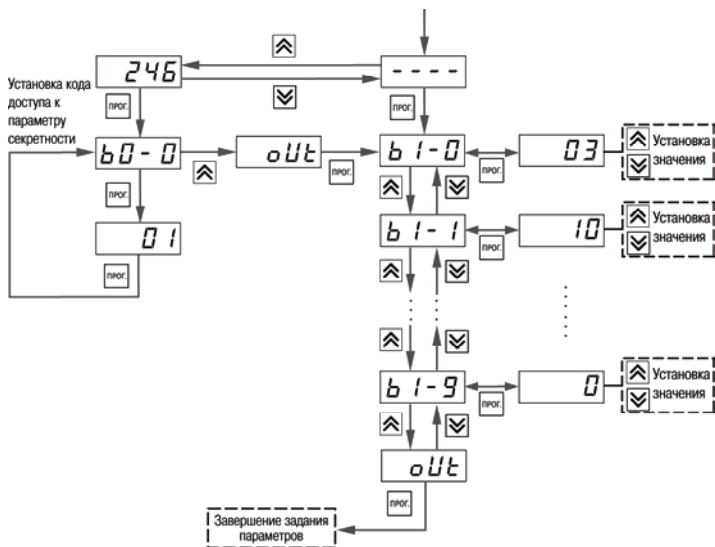 246
- - - -
Установка кода
доступа к
параметру
секретности
ПРОГ.
ПРОГ.
b0-0
oUt
b1-0
03
Установка
значения
ПРОГ.
ПРОГ.
ПРОГ.
01
b1-1
10
Установка
значения
ПРОГ.
ПРОГ.
b1-9
0
Установка
значения
ПРОГ.
oUt
ПРОГ.
Завершение задания
параметров